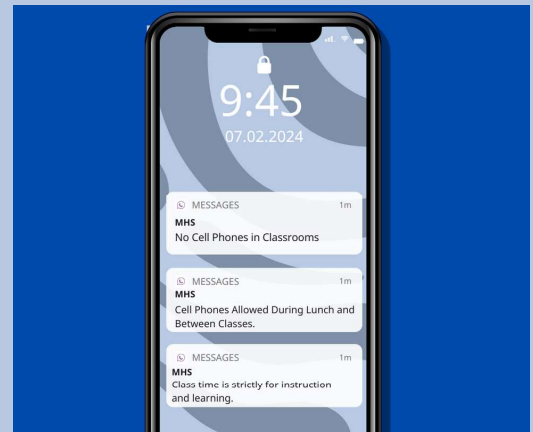 9:45
07.02.2024
MESSAGES 1m
MHS
No Cell Phones in Classrooms
MESSAGES 1m
MHS
Cell Phones Allowed During Lunch and
Between Classes.
MESSAGES 1m
MHS
Class time is strictly for instruction
and learning.